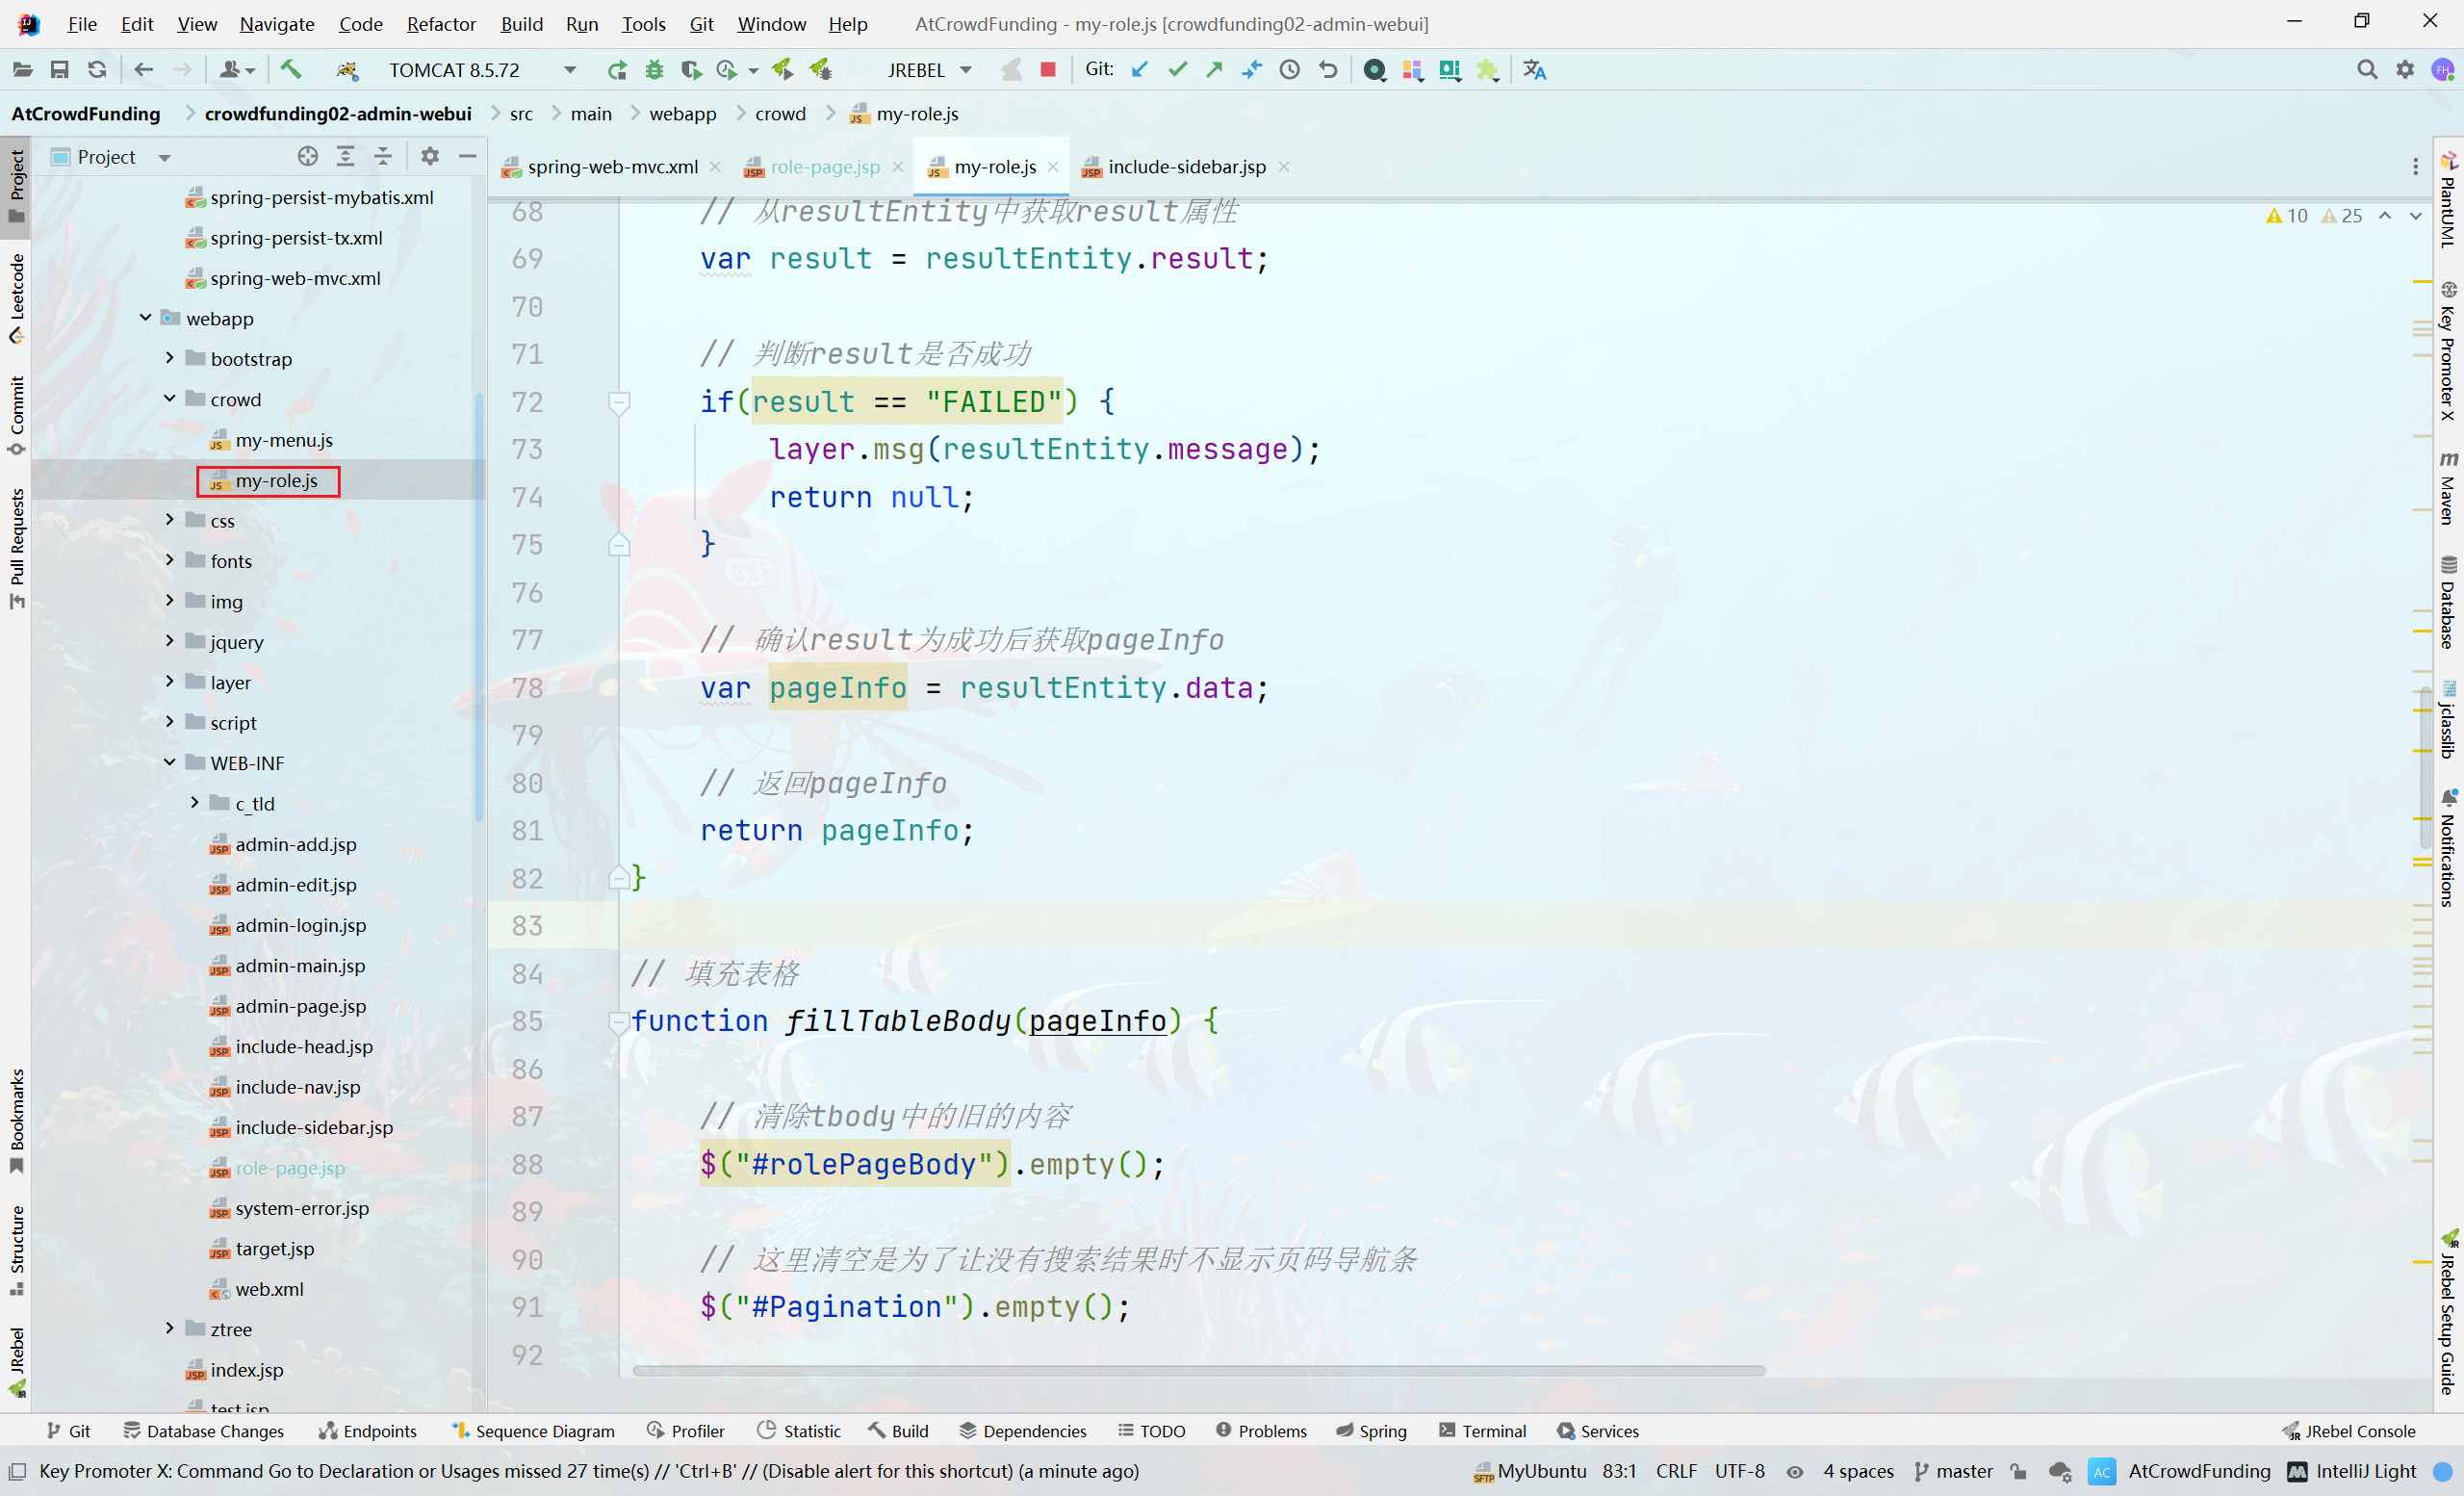 File Edit View Navigate Code Refactor Build Run Tools Git Window Help AtCrowdFunding - my-role.js [crowdfunding02-admin-webui]
TOMCAT 8.5.72 JREBEL Git: FH
AtCrowdFunding crowdfunding02-admin-webui src main webapp crowd my-role.js
Project
spring-web-mvc.xml role-page.jsp my-role.js include-sidebar.jsp
10 25
Project
Leetcode
Commit
Pull Requests
Bookmarks
Structure
JRebel
spring-persist-mybatis.xml
spring-persist-tx.xml
spring-web-mvc.xml
webapp
bootstrap
crowd
my-menu.js
my-role.js
css
fonts
img
jquery
layer
script
WEB-INF
c_tld
admin-add.jsp
admin-edit.jsp
admin-login.jsp
admin-main.jsp
admin-page.jsp
include-head.jsp
include-nav.jsp
include-sidebar.jsp
role-page.jsp
system-error.jsp
target.jsp
web.xml
ztree
index.jsp
test.jsp
68 // 从resultEntity中获取result属性
69 var result = resultEntity.result;
70
71 // 判断result是否成功
72 if(result == "FAILED") {
73 layer.msg(resultEntity.message);
74 return null;
75 }
76
77 // 确认result为成功后获取pageInfo
78 var pageInfo = resultEntity.data;
79
80 // 返回pageInfo
81 return pageInfo;
82 }
83
84 // 填充表格
85 function fillTableBody(pageInfo) {
86
87 // 清除tbody中的旧的内容
88 $("#rolePageBody").empty();
89
90 // 这里清空是为了让没有搜索结果时不显示页码导航条
91 $("#Pagination").empty();
92
OSF
PlantUML
Key Promoter X
Maven
Database
jclasslib
Notifications
JRebel Setup Guide
Git Database Changes Endpoints Sequence Diagram Profiler Statistic Build Dependencies TODO Problems Spring Terminal Services JRebel Console
Key Promoter X: Command Go to Declaration or Usages missed 27 time(s) // 'Ctrl+B' // (Disable alert for this shortcut) (a minute ago) MyUbuntu 83:1 CRLF UTF-8 4 spaces master AC AtCrowdFunding IntelliJ Light